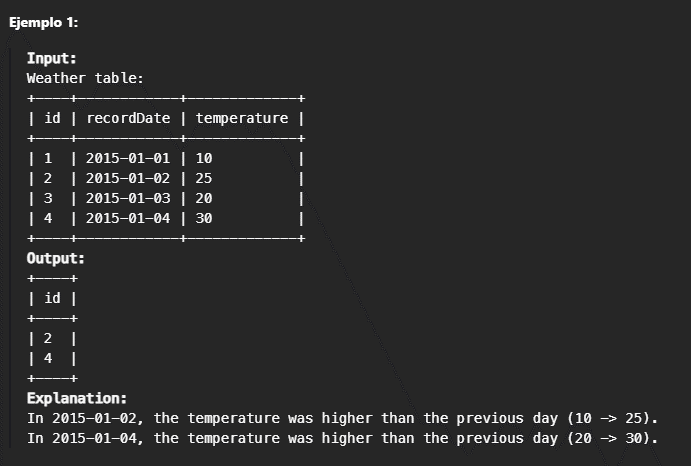 Ejemplo 1:
Input:
Weather table:
+----+------------+-------------+
| id | recordDate | temperature |
+----+------------+-------------+
| 1  | 2015-01-01 | 10          |
| 2  | 2015-01-02 | 25          |
| 3  | 2015-01-03 | 20          |
| 4  | 2015-01-04 | 30          |
+----+------------+-------------+
Output:
+----+
| id |
+----+
| 2  |
| 4  |
+----+
Explanation:
In 2015-01-02, the temperature was higher than the previous day (10 -> 25).
In 2015-01-04, the temperature was higher than the previous day (20 -> 30).